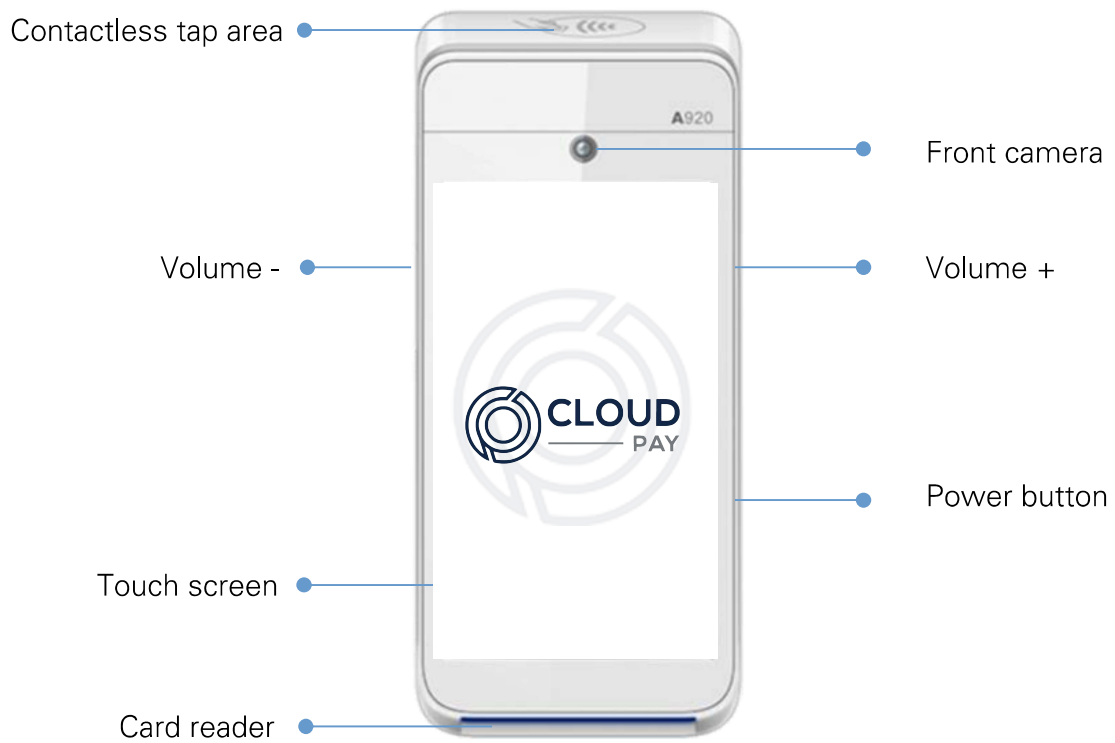 Contactless tap area
A920
Front camera
Volume -
Volume +
CLOUD
PAY
Power button
Touch screen
Card reader